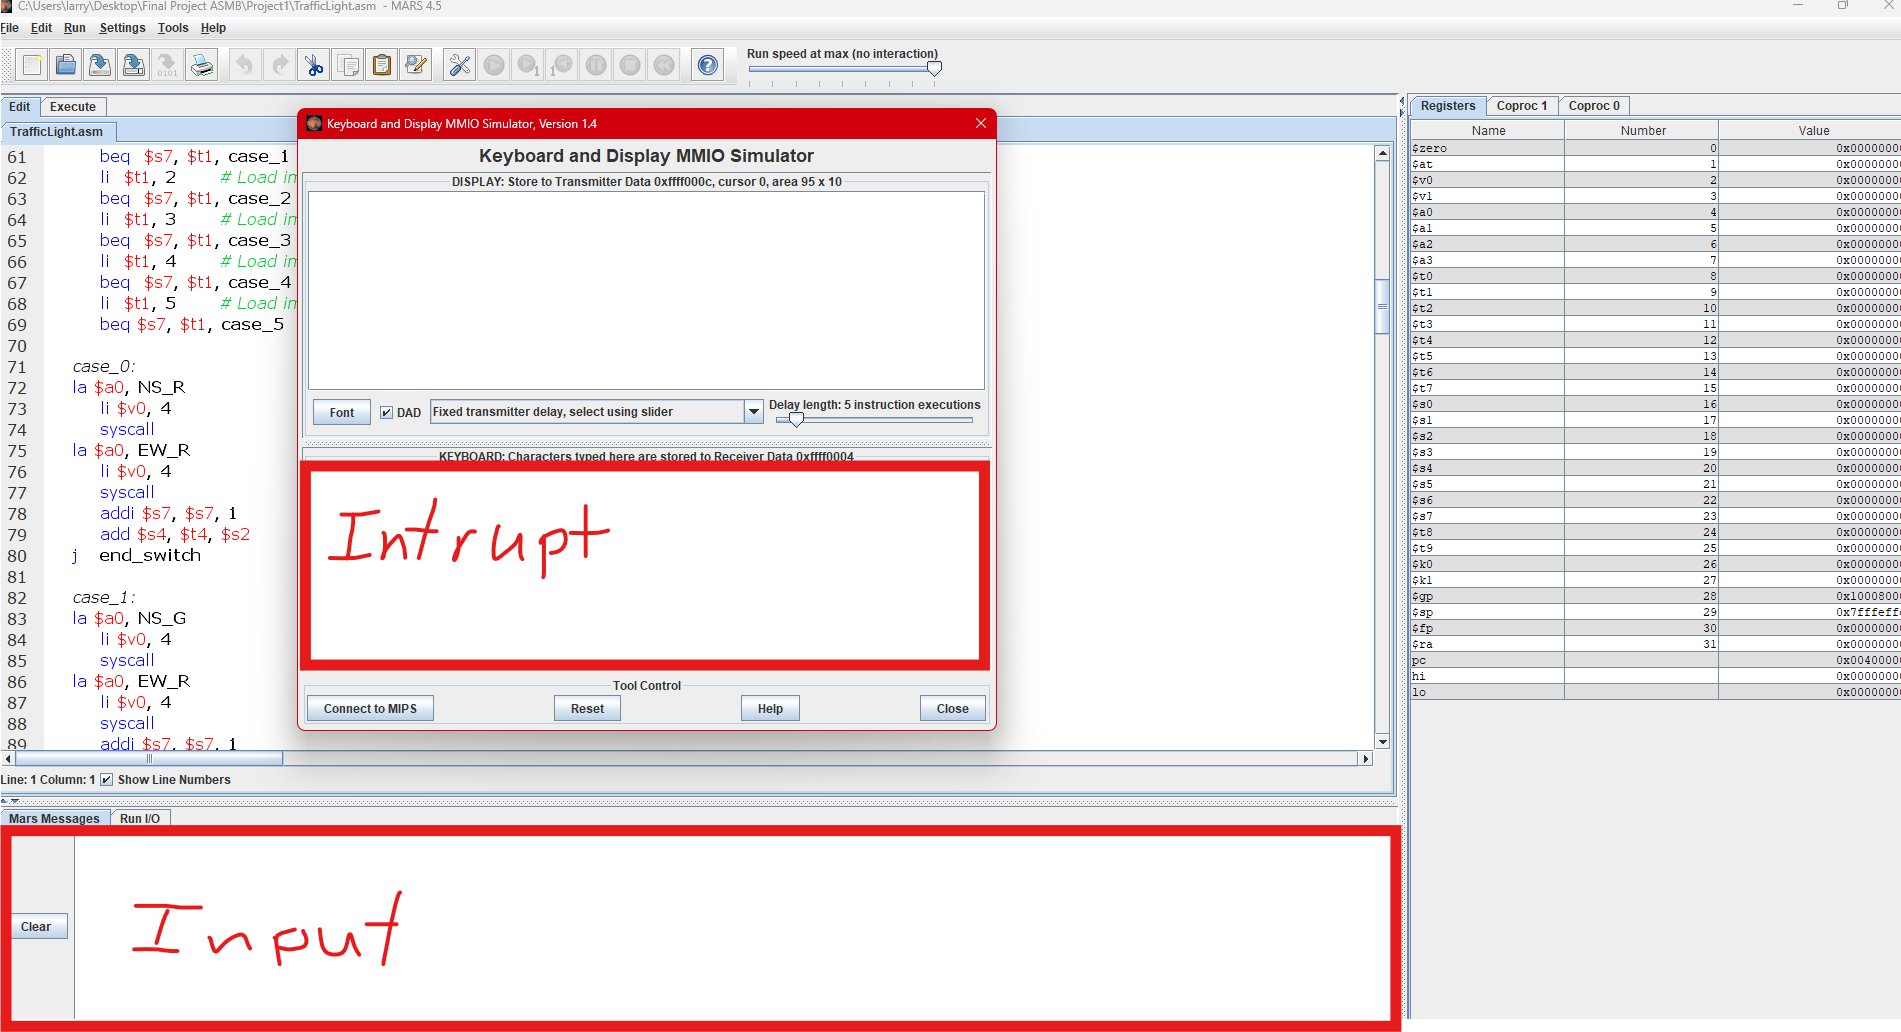 C:\Users\larry\Desktop\Final Project ASMB\Project1\TrafficLight.asm - MARS 4.5
File Edit Run Settings Tools Help
Run speed at max (no interaction)
Edit Execute
TrafficLight.asm
61 beq $s7, $t1, case_1
62 li $t1, 2 # Load im
63 beq $s7, $t1, case_2
64 li $t1, 3 # Load in
65 beq $s7, $t1, case_3
66 li $t1, 4 # Load in
67 beq $s7, $t1, case_4
68 li $t1, 5 # Load in
69 beq $s7, $t1, case_5
70
71 case_0:
72 la $a0, NS_R
73 li $v0, 4
74 syscall
75 la $a0, EW_R
76 li $v0, 4
77 syscall
78 addi $s7, $s7, 1
79 add $s4, $t4, $s2
80 j end_switch
81
82 case_1:
83 la $a0, NS_G
84 li $v0, 4
85 syscall
86 la $a0, EW_R
87 li $v0, 4
88 syscall
89 addi $s7, $s7, 1
Line: 1 Column: 1 Show Line Numbers
Keyboard and Display MMIO Simulator, Version 1.4
Keyboard and Display MMIO Simulator
DISPLAY: Store to Transmitter Data 0xffff000c, cursor 0, area 95 x 10
Font DAD Fixed transmitter delay, select using slider Delay length: 5 instruction executions
KEYBOARD: Characters typed here are stored to Receiver Data 0xffff0004
Intrupt
Tool Control
Connect to MIPS Reset Help Close
Mars Messages Run I/O
Clear
Input
Registers Coproc 1 Coproc 0
Name Number Value
$zero 0 0x0000000
$at 1 0x0000000
$v0 2 0x0000000
$v1 3 0x0000000
$a0 4 0x0000000
$a1 5 0x0000000
$a2 6 0x0000000
$a3 7 0x0000000
$t0 8 0x0000000
$t1 9 0x0000000
$t2 10 0x0000000
$t3 11 0x0000000
$t4 12 0x0000000
$t5 13 0x0000000
$t6 14 0x0000000
$t7 15 0x0000000
$s0 16 0x0000000
$s1 17 0x0000000
$s2 18 0x0000000
$s3 19 0x0000000
$s4 20 0x0000000
$s5 21 0x0000000
$s6 22 0x0000000
$s7 23 0x0000000
$t8 24 0x0000000
$t9 25 0x0000000
$k0 26 0x0000000
$k1 27 0x0000000
$gp 28 0x1000800
$sp 29 0x7fffeff
$fp 30 0x0000000
$ra 31 0x0000000
pc 0x0040000
hi 0x0000000
lo 0x0000000